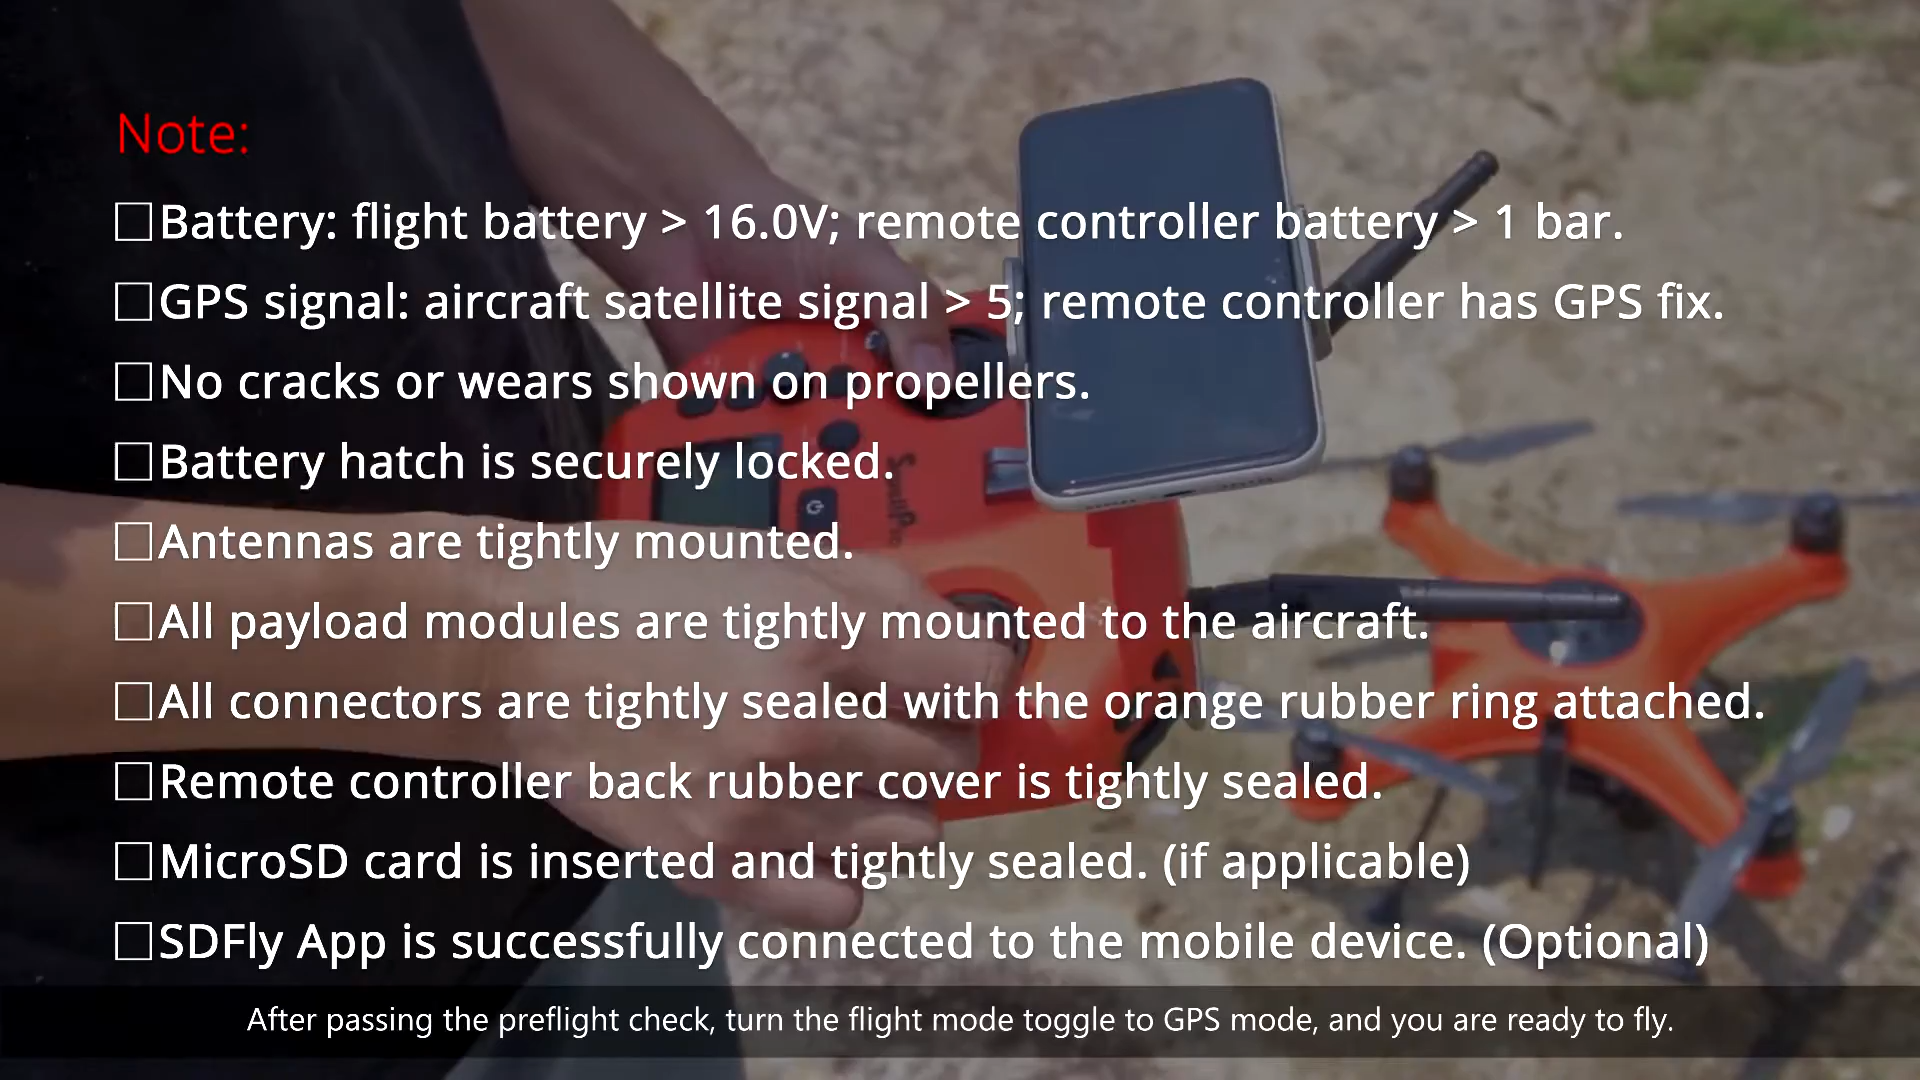 Note:
☐Battery: flight battery > 16.0V; remote controller battery > 1 bar.
☐GPS signal: aircraft satellite signal > 5; remote controller has GPS fix.
☐No cracks or wears shown on propellers.
☐Battery hatch is securely locked.
☐Antennas are tightly mounted.
☐All payload modules are tightly mounted to the aircraft.
☐All connectors are tightly sealed with the orange rubber ring attached.
☐Remote controller back rubber cover is tightly sealed.
☐MicroSD card is inserted and tightly sealed. (if applicable)
☐SDFly App is successfully connected to the mobile device. (Optional)
SwellPro
After passing the preflight check, turn the flight mode toggle to GPS mode, and you are ready to fly.